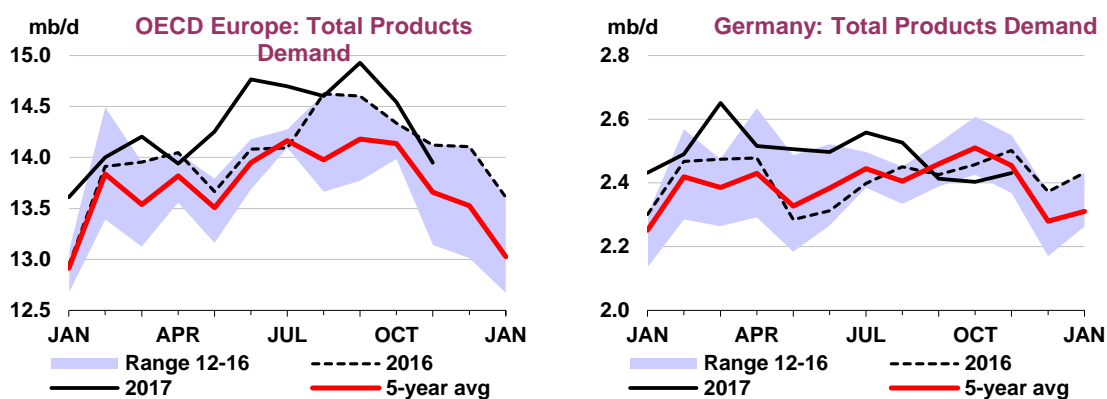 mb/d
OECD Europe: Total Products
Demand
15.0
14.5
14.0
13.5
13.0
12.5
JAN APR JUL OCT JAN
Range 12-16 2016
2017 5-year avg
mb/d
Germany: Total Products Demand
2.8
2.6
2.4
2.2
2.0
JAN APR JUL OCT JAN
Range 12-16 2016
2017 5-year avg